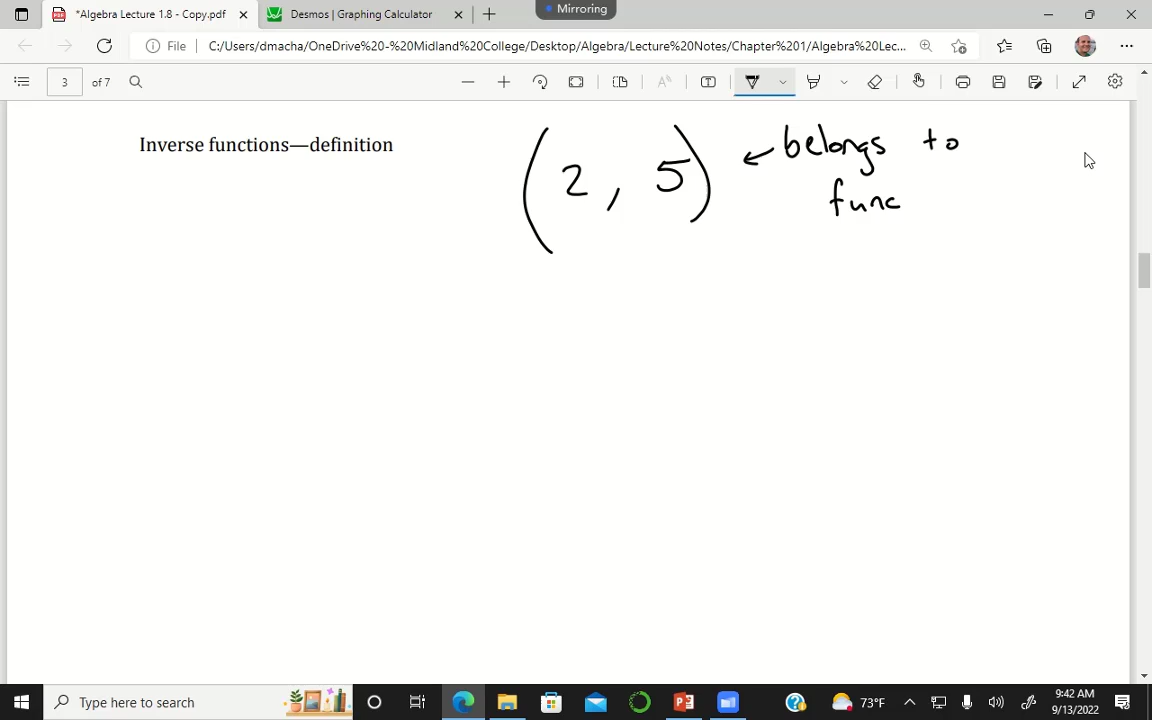 *Algebra Lecture 1.8 - Copy.pdf
Desmos | Graphing Calculator
Mirroring
File C:/Users/dmacha/OneDrive%20-%20Midland%20College/Desktop/Algebra/Lecture%20Notes/Chapter%201/Algebra%20Lec...
3 of 7
Inverse functions—definition
(2, 5) ← belongs to
func
Type here to search
73°F
9:42 AM
9/13/2022